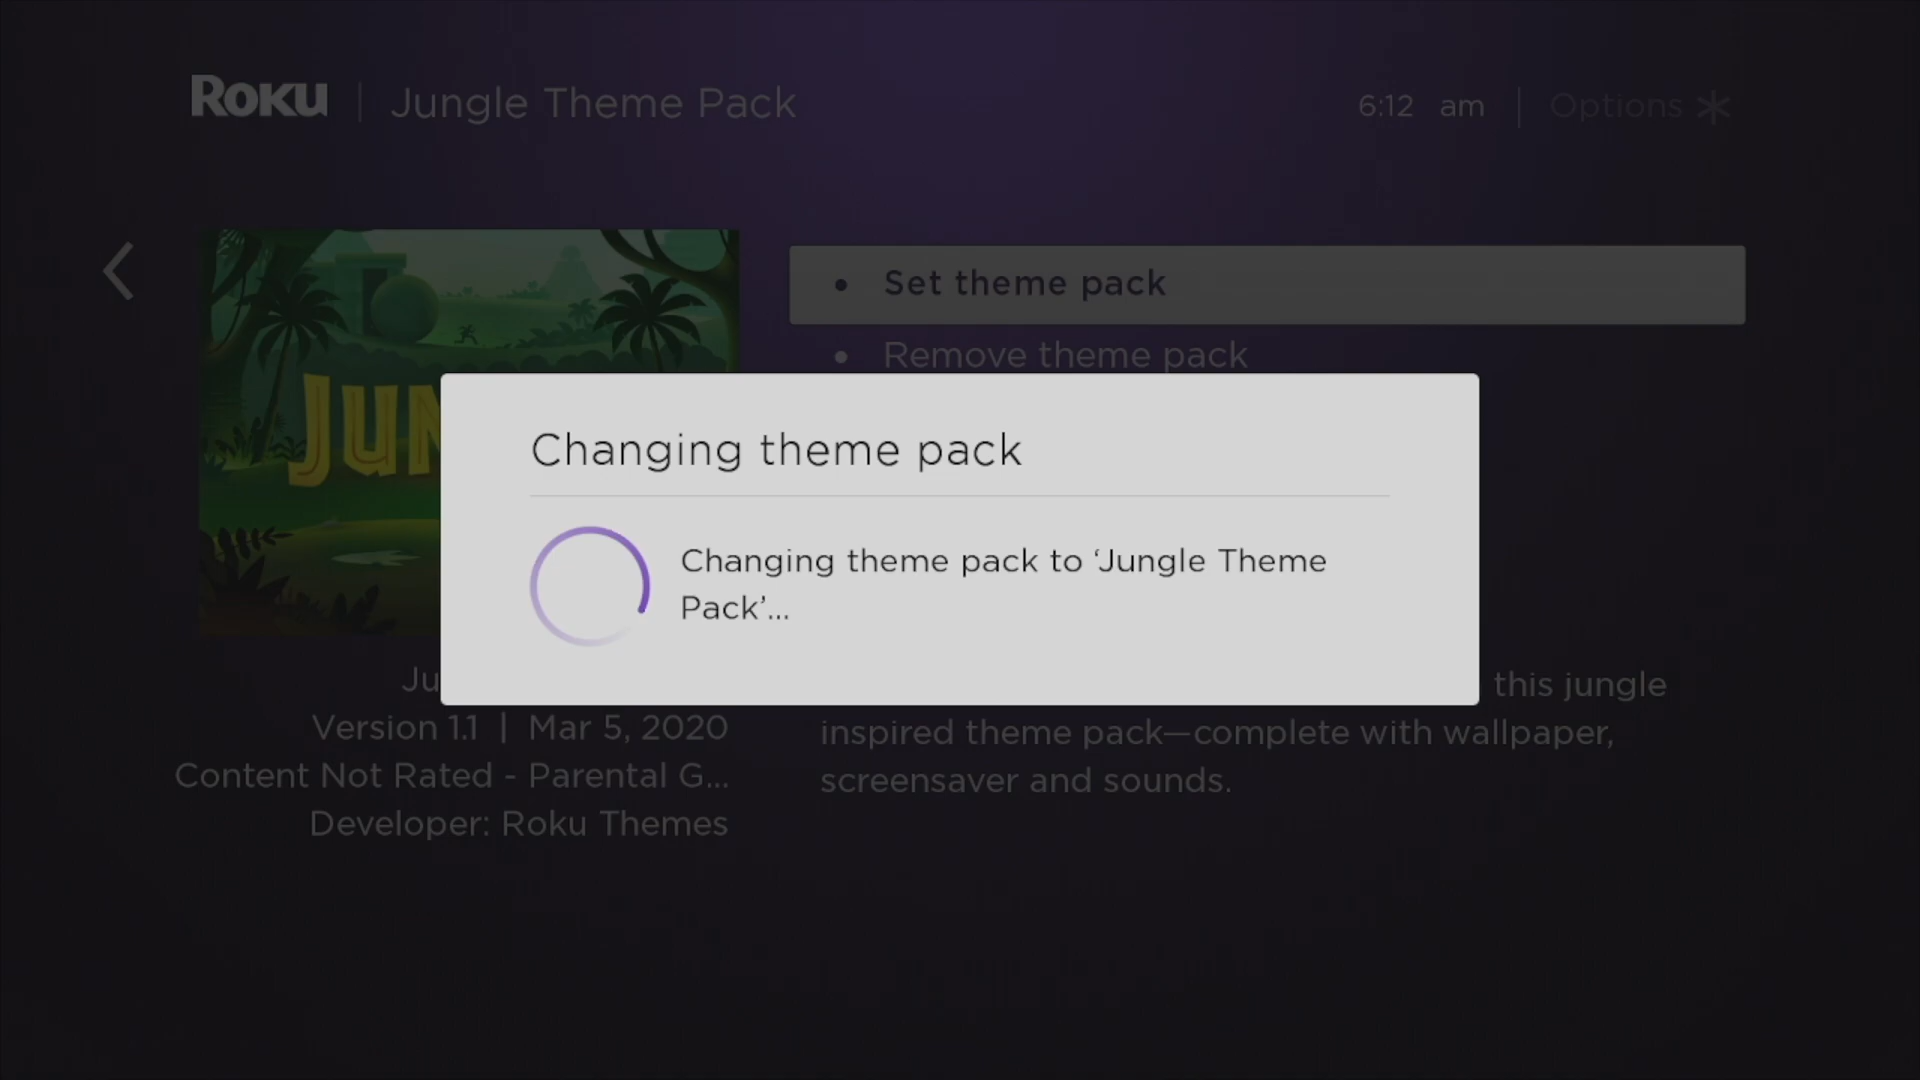 Roku | Jungle Theme Pack
6:12 am | Options
• Set theme pack
• Remove theme pack
Changing theme pack
Changing theme pack to ‘Jungle Theme
Pack’...
this jungle
inspired theme pack—complete with wallpaper,
screensaver and sounds.
Version 1.1 | Mar 5, 2020
Content Not Rated - Parental G...
Developer: Roku Themes